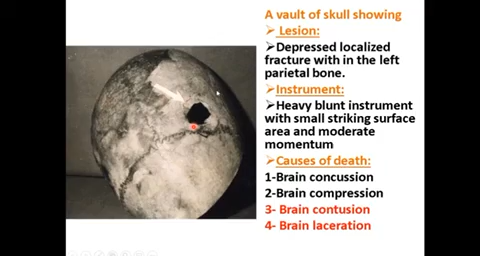 A vault of skull showing
➢ Lesion:
➢Depressed localized
fracture with in the left
parietal bone.
➢Instrument:
➢Heavy blunt instrument
with small striking surface
area and moderate
momentum
➢Causes of death:
1-Brain concussion
2-Brain compression
3- Brain contusion
4- Brain laceration